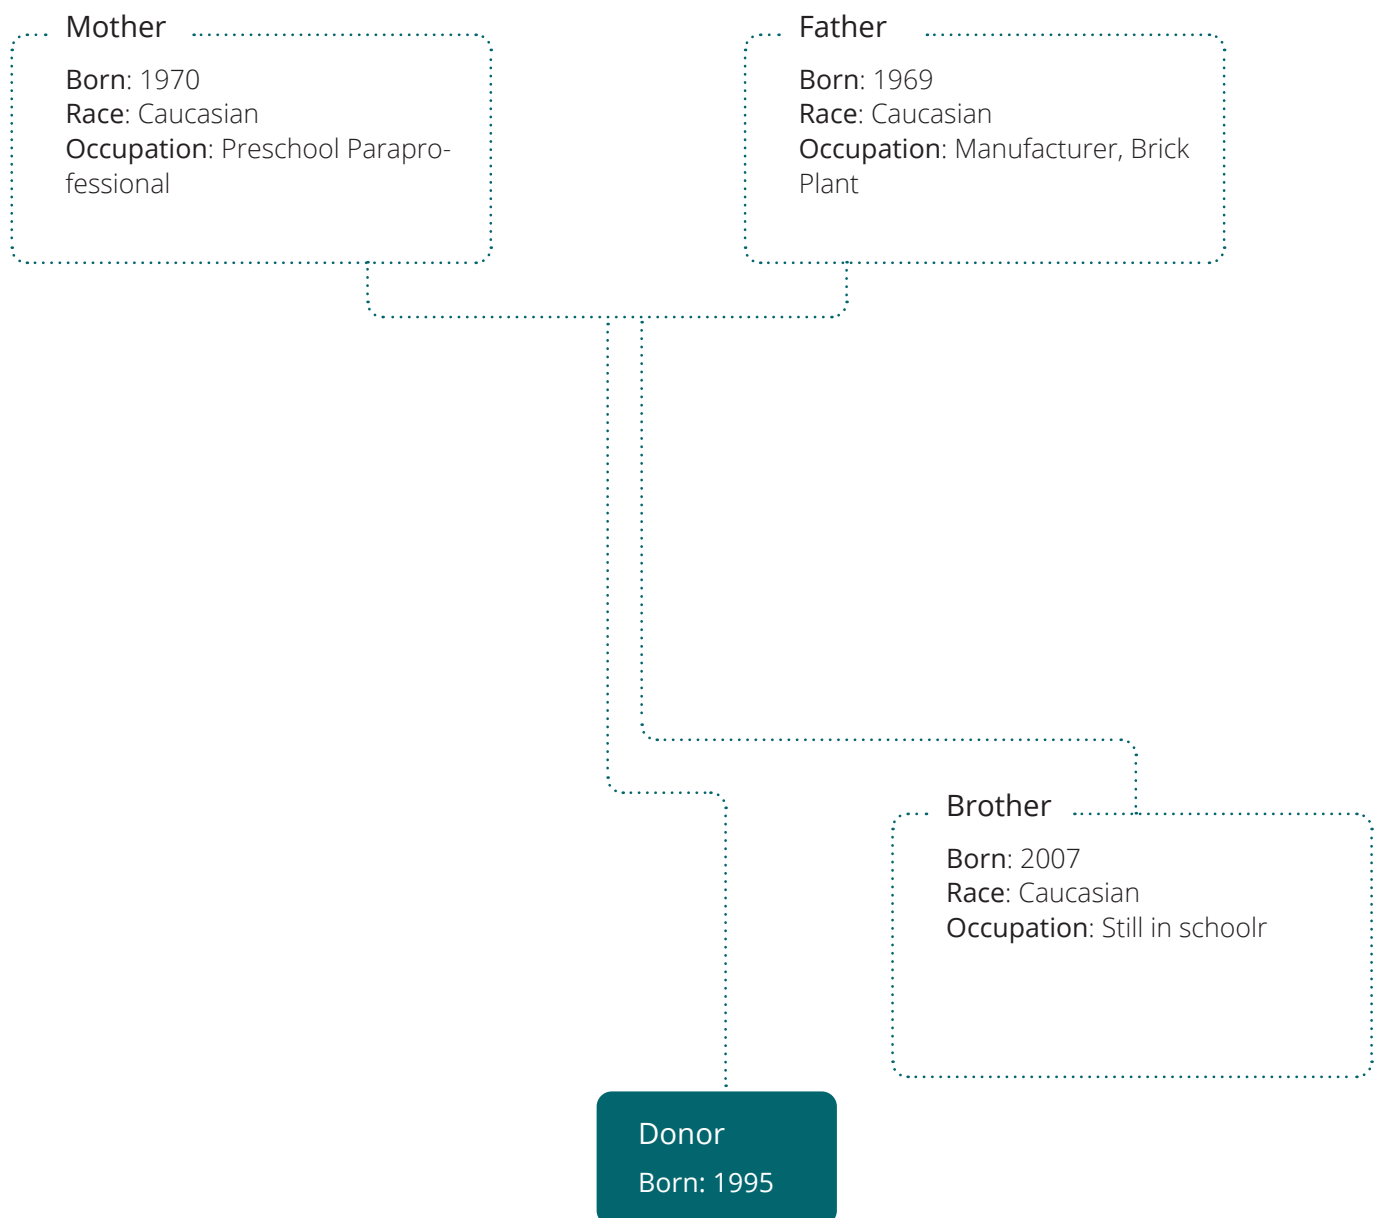 Mother
Born: 1970
Race: Caucasian
Occupation: Preschool Parapro-
fessional
Father
Born: 1969
Race: Caucasian
Occupation: Manufacturer, Brick
Plant
Brother
Born: 2007
Race: Caucasian
Occupation: Still in schoolr
Donor
Born: 1995